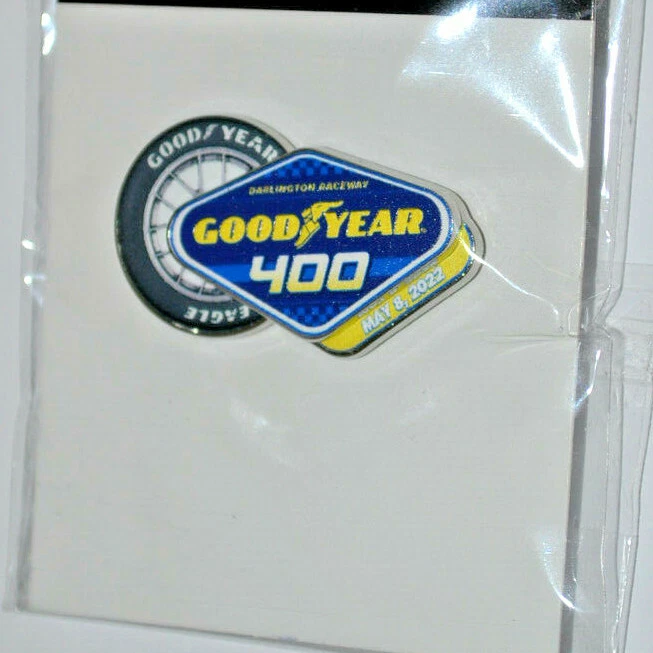 GOODYEAR
DARLINGTON RACEWAY
GOODYEAR
400
MAY 8, 2022
EAGLE